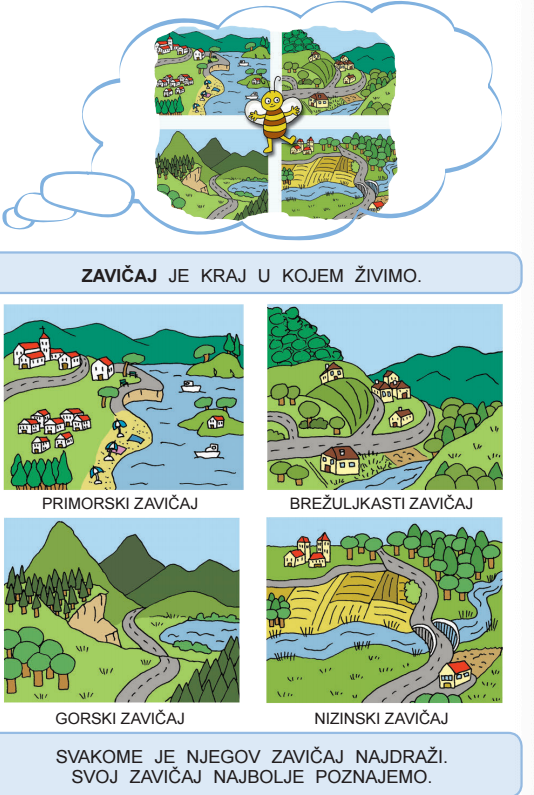 ZAVIČAJ JE KRAJ U KOJEM ŽIVIMO.
PRIMORSKI ZAVIČAJ
BREŽULJKASTI ZAVIČAJ
GORSKI ZAVIČAJ
NIZINSKI ZAVIČAJ
SVAKOME JE NJEGOV ZAVIČAJ NAJDRAŽI.
SVOJ ZAVIČAJ NAJBOLJE POZNAJEMO.